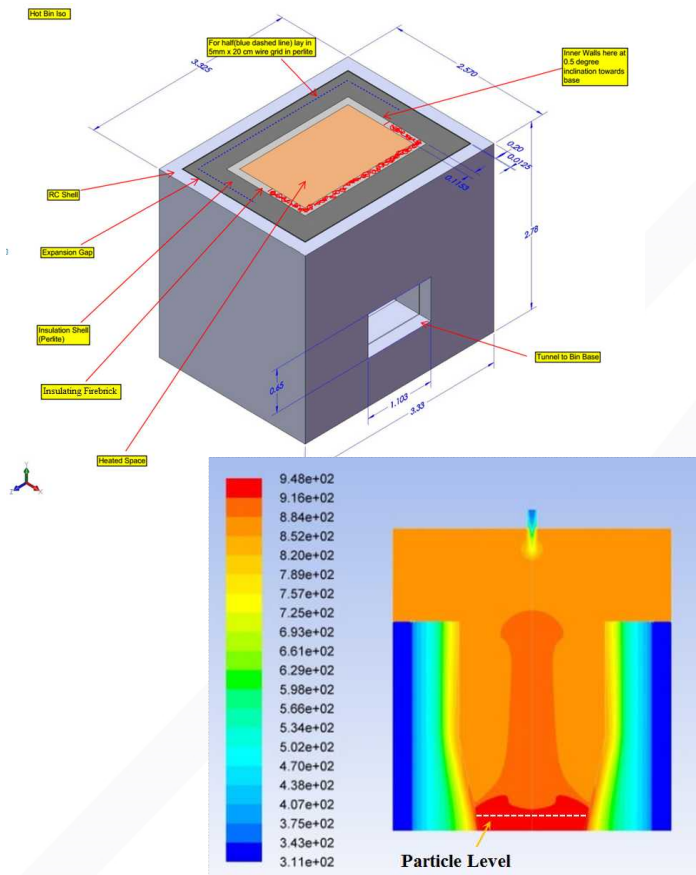 Hot Bin Iso
For half(blue dashed line) lay in
5mm x 20 cm wire grid in perlite
Inner Walls here at
0.5 degree
inclination towards
base
3.325
2.570
0.20
0.0125
0.1153
2.78
RC Shell
Expansion Gap
Insulation Shell
(Perlite)
Insulating Firebrick
Heated Space
Tunnel to Bin Base
0.65
1.103
3.33
Y
Z
X
9.48e+02
9.16e+02
8.84e+02
8.52e+02
8.20e+02
7.89e+02
7.57e+02
7.25e+02
6.93e+02
6.61e+02
6.29e+02
5.98e+02
5.66e+02
5.34e+02
5.02e+02
4.70e+02
4.38e+02
4.07e+02
3.75e+02
3.43e+02
3.11e+02
Particle Level